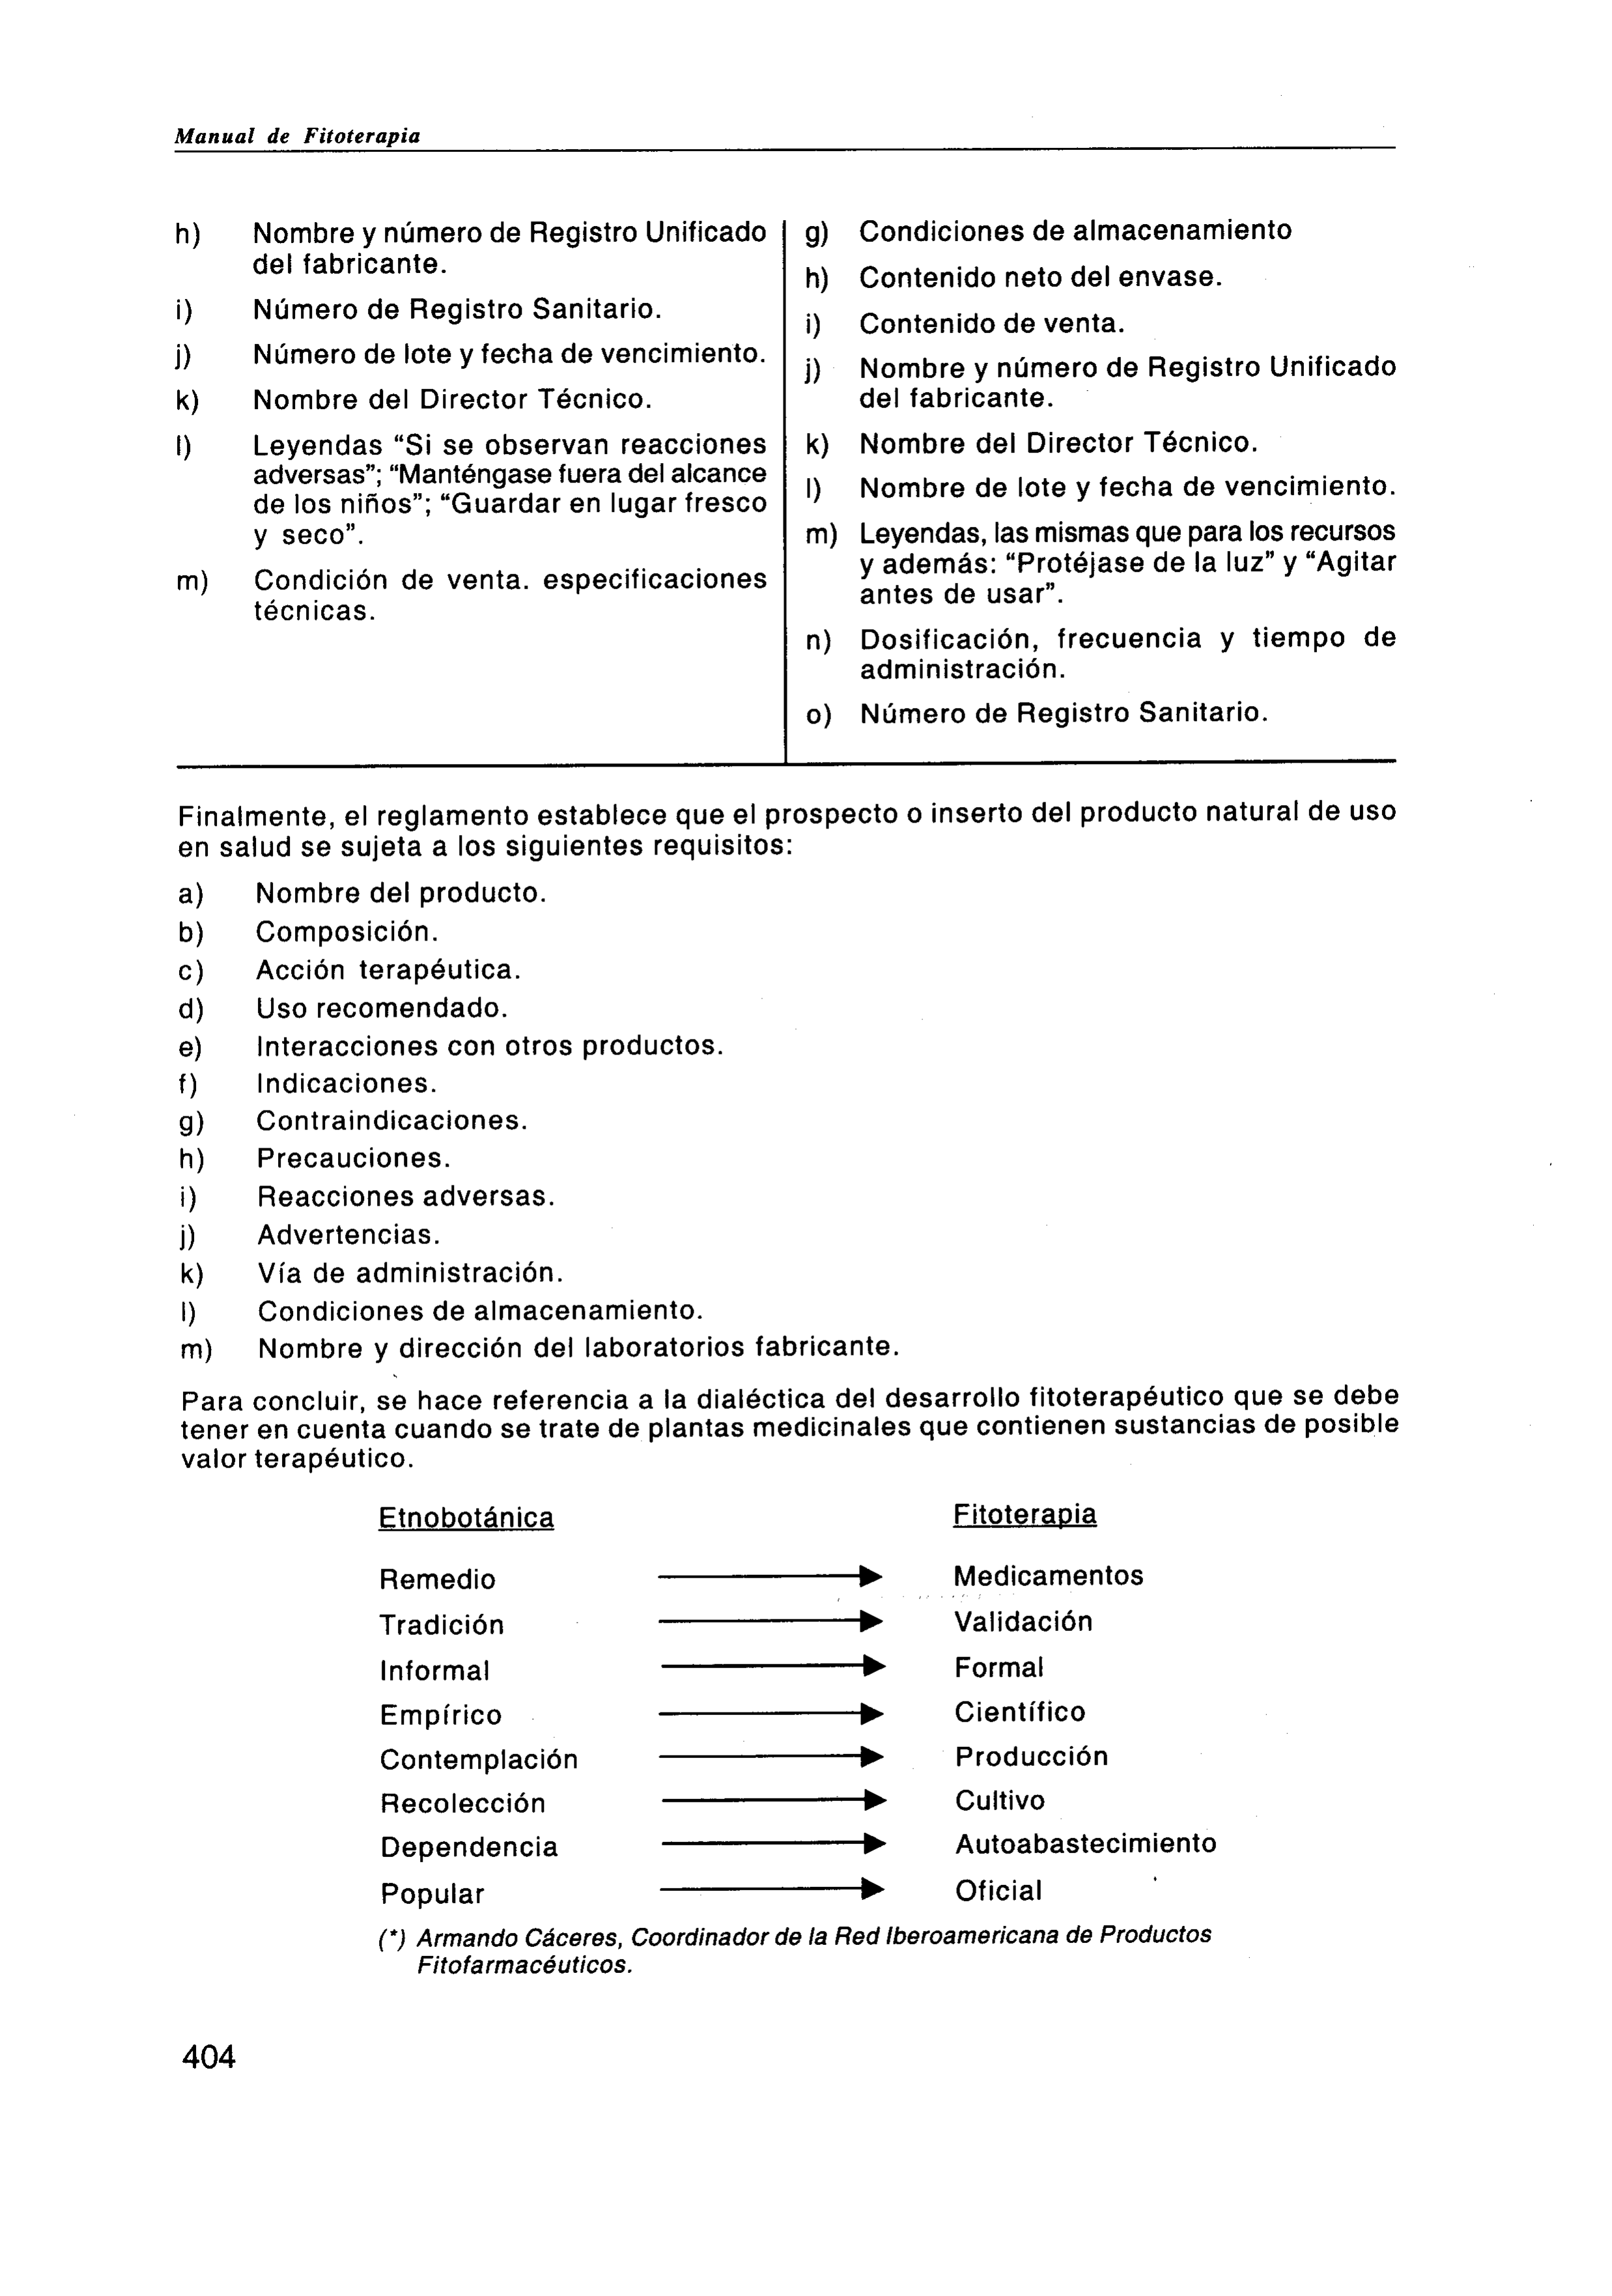 Manual de Fitoterapia
h) Nombre y número de Registro Unificado
del fabricante.
i) Número de Registro Sanitario.
j) Número de lote y fecha de vencimiento.
k) Nombre del Director Técnico.
l) Leyendas “Si se observan reacciones
adversas”; “Manténgase fuera del alcance
de los niños”; “Guardar en lugar fresco
y seco”.
m) Condición de venta. especificaciones
técnicas.
g) Condiciones de almacenamiento
h) Contenido neto del envase.
i) Contenido de venta.
j) Nombre y número de Registro Unificado
del fabricante.
k) Nombre del Director Técnico.
l) Nombre de lote y fecha de vencimiento.
m) Leyendas, las mismas que para los recursos
y además: “Protéjase de la luz” y “Agitar
antes de usar”.
n) Dosificación, frecuencia y tiempo de
administración.
o) Número de Registro Sanitario.
Finalmente, el reglamento establece que el prospecto o inserto del producto natural de uso
en salud se sujeta a los siguientes requisitos:
a) Nombre del producto.
b) Composición.
c) Acción terapéutica.
d) Uso recomendado.
e) Interacciones con otros productos.
f) Indicaciones.
g) Contraindicaciones.
h) Precauciones.
i) Reacciones adversas.
j) Advertencias.
k) Vía de administración.
l) Condiciones de almacenamiento.
m) Nombre y dirección del laboratorios fabricante.
Para concluir, se hace referencia a la dialéctica del desarrollo fitoterapéutico que se debe
tener en cuenta cuando se trate de plantas medicinales que contienen sustancias de posible
valor terapéutico.
Etnobotánica Fitoterapia
Remedio Medicamentos
Tradición Validación
Informal Formal
Empírico Científico
Contemplación Producción
Recolección Cultivo
Dependencia Autoabastecimiento
Popular Oficial
(*) Armando Cáceres, Coordinador de la Red Iberoamericana de Productos
Fitofarmacéuticos.
404